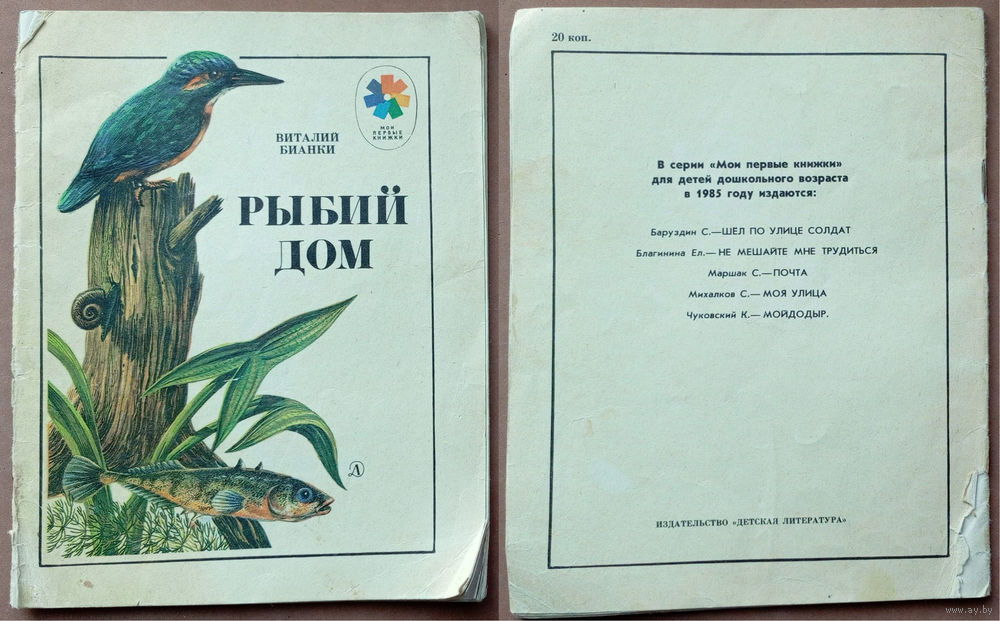 ВИТАЛИЙ
БИАНКИ
МОИ
ПЕРВЫЕ
КНИЖКИ
РЫБИЙ
ДОМ
Д
20 коп.
В серии «Мои первые книжки»
для детей дошкольного возраста
в 1985 году издаются:
Баруздин С.—ШЕЛ ПО УЛИЦЕ СОЛДАТ
Благинина Ел.—НЕ МЕШАЙТЕ МНЕ ТРУДИТЬСЯ
Маршак С.—ПОЧТА
Михалков С.—МОЯ УЛИЦА
Чуковский К.—МОЙДОДЫР.
ИЗДАТЕЛЬСТВО «ДЕТСКАЯ ЛИТЕРАТУРА»
www.ay.by